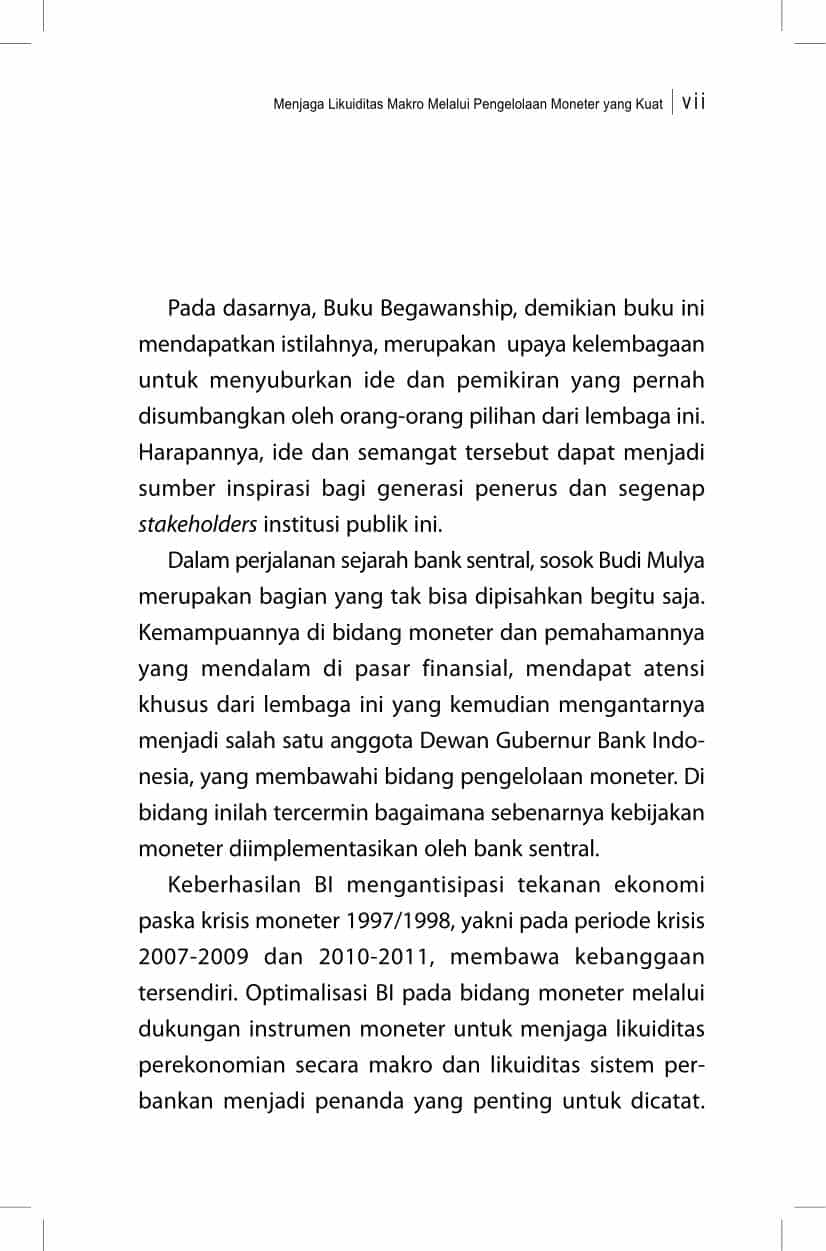 Menjaga Likuiditas Makro Melalui Pengelolaan Moneter yang Kuat vii
Pada dasarnya, Buku Begawanship, demikian buku ini
mendapatkan istilahnya, merupakan upaya kelembagaan
untuk menyuburkan ide dan pemikiran yang pernah
disumbangkan oleh orang-orang pilihan dari lembaga ini.
Harapannya, ide dan semangat tersebut dapat menjadi
sumber inspirasi bagi generasi penerus dan segenap
stakeholders institusi publik ini.
Dalam perjalanan sejarah bank sentral, sosok Budi Mulya
merupakan bagian yang tak bisa dipisahkan begitu saja.
Kemampuannya di bidang moneter dan pemahamannya
yang mendalam di pasar finansial, mendapat atensi
khusus dari lembaga ini yang kemudian mengantarnya
menjadi salah satu anggota Dewan Gubernur Bank Indo-
nesia, yang membawahi bidang pengelolaan moneter. Di
bidang inilah tercermin bagaimana sebenarnya kebijakan
moneter diimplementasikan oleh bank sentral.
Keberhasilan BI mengantisipasi tekanan ekonomi
paska krisis moneter 1997/1998, yakni pada periode krisis
2007-2009 dan 2010-2011, membawa kebanggaan
tersendiri. Optimalisasi BI pada bidang moneter melalui
dukungan instrumen moneter untuk menjaga likuiditas
perekonomian secara makro dan likuiditas sistem per-
bankan menjadi penanda yang penting untuk dicatat.